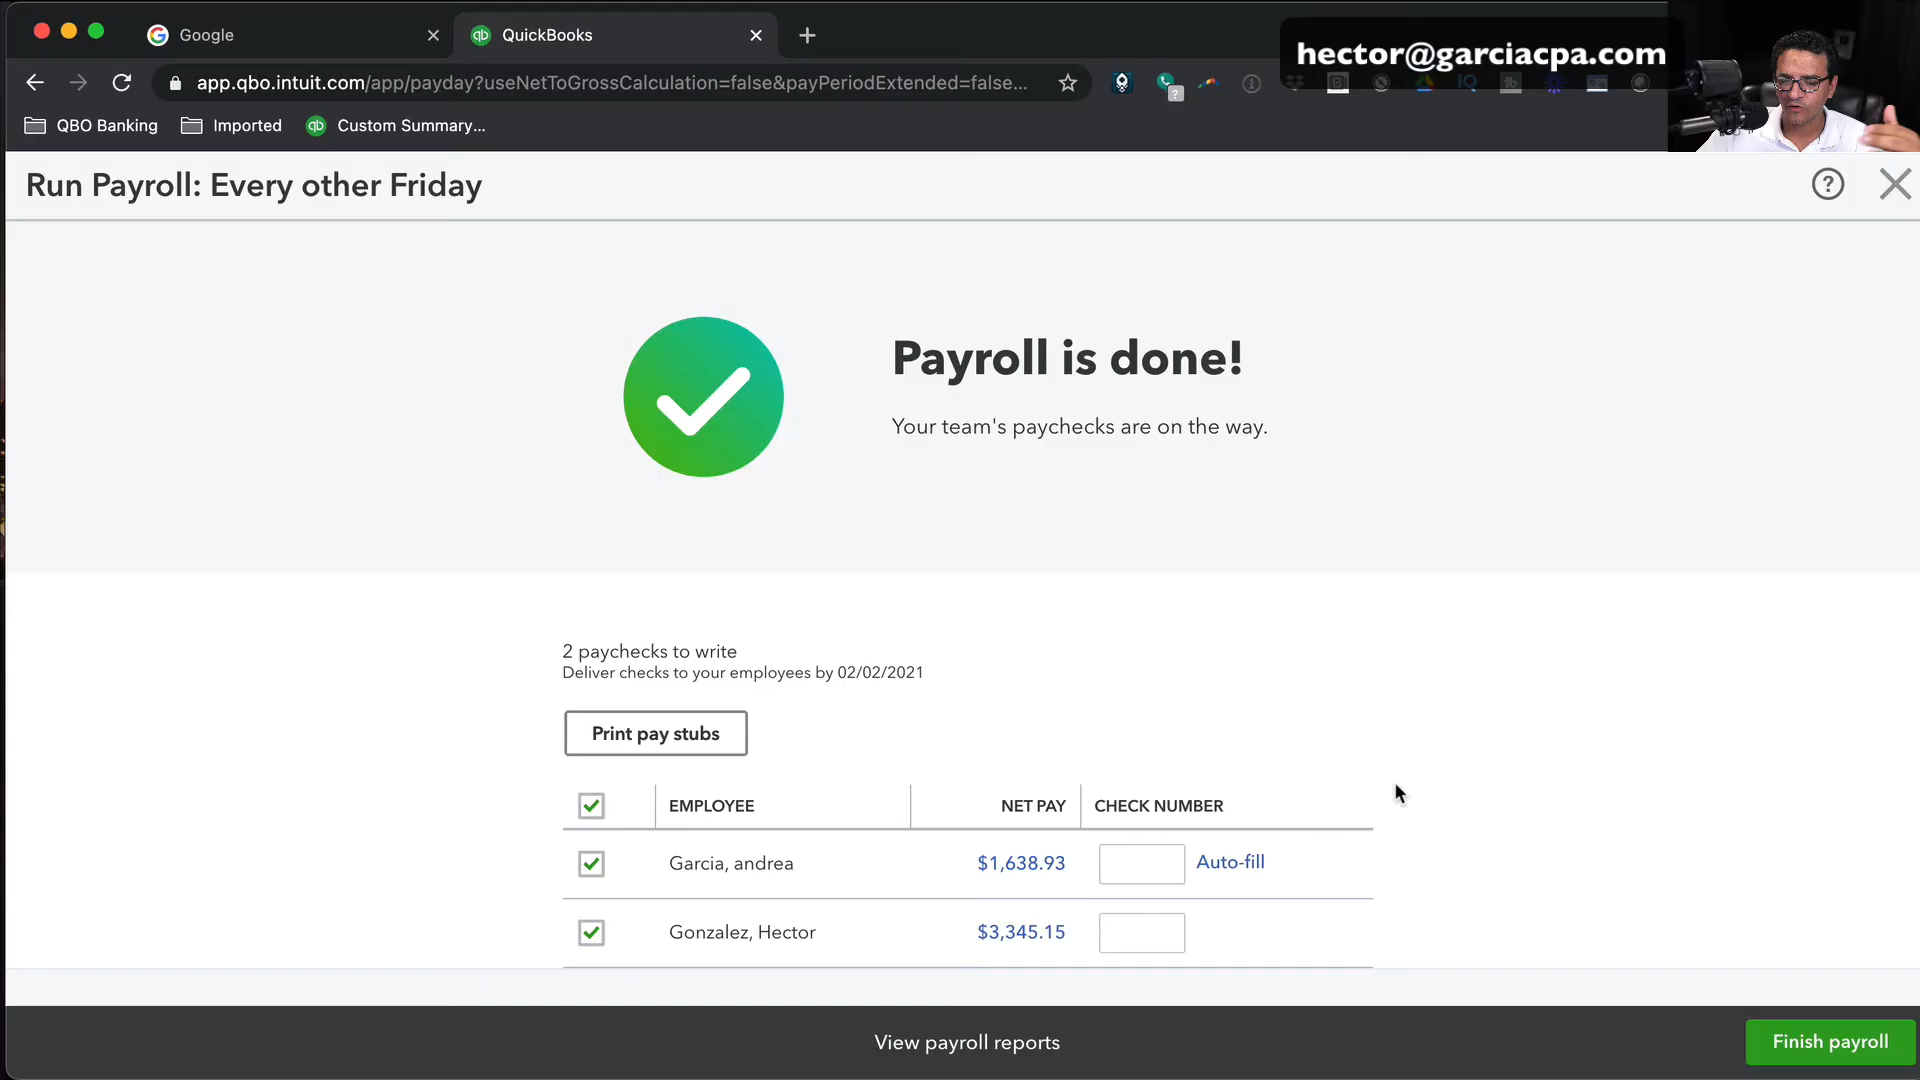 Google
QuickBooks
hector@garciacpa.com
app.qbo.intuit.com/app/payday?useNetToGrossCalculation=false&payPeriodExtended=false...
QBO Banking
Imported
Custom Summary...
Run Payroll: Every other Friday
Payroll is done!
Your team's paychecks are on the way.
2 paychecks to write
Deliver checks to your employees by 02/02/2021
Print pay stubs
EMPLOYEE NET PAY CHECK NUMBER
Garcia, andrea $1,638.93 Auto-fill
Gonzalez, Hector $3,345.15
View payroll reports
Finish payroll